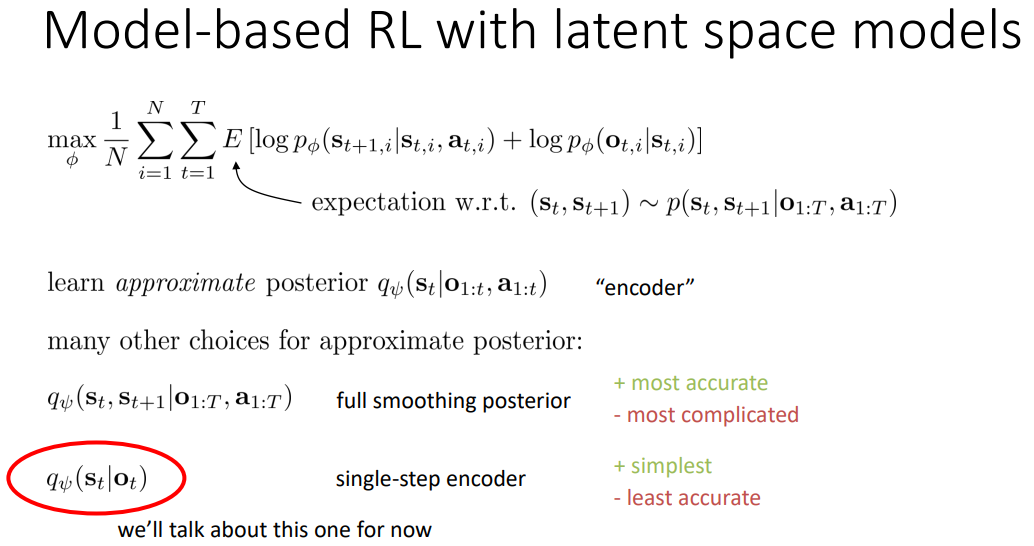 Model-based RL with latent space models
$\max_{\phi} \frac{1}{N} \sum_{i=1}^{N} \sum_{t=1}^{T} E\left[\log p_{\phi}(\mathbf{s}_{t+1,i}|\mathbf{s}_{t,i}, \mathbf{a}_{t,i}) + \log p_{\phi}(\mathbf{o}_{t,i}|\mathbf{s}_{t,i})\right]$
expectation w.r.t. $(\mathbf{s}_t, \mathbf{s}_{t+1}) \sim p(\mathbf{s}_t, \mathbf{s}_{t+1}|\mathbf{o}_{1:T}, \mathbf{a}_{1:T})$
learn approximate posterior $q_{\psi}(\mathbf{s}_t|\mathbf{o}_{1:t}, \mathbf{a}_{1:t})$ “encoder”
many other choices for approximate posterior:
$q_{\psi}(\mathbf{s}_t, \mathbf{s}_{t+1}|\mathbf{o}_{1:T}, \mathbf{a}_{1:T})$ full smoothing posterior
+ most accurate
- most complicated
$q_{\psi}(\mathbf{s}_t|\mathbf{o}_t)$ single-step encoder
+ simplest
- least accurate
we’ll talk about this one for now